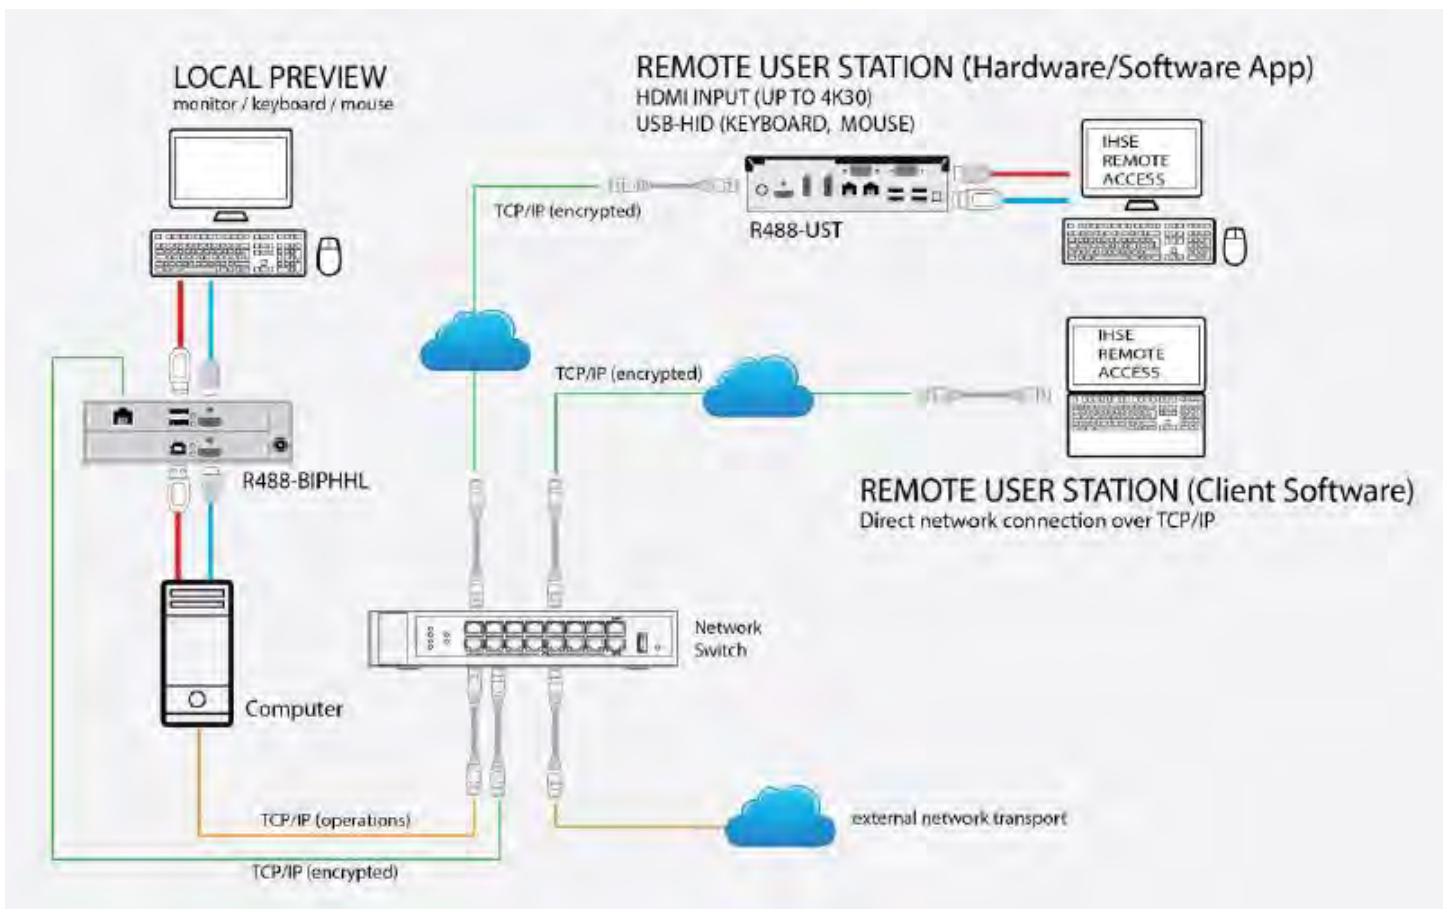 LOCAL PREVIEW
monitor / keyboard / mouse
REMOTE USER STATION (Hardware/Software App)
HDMI INPUT (UP TO 4K30)
USB-HID (KEYBOARD, MOUSE)
IHSE
REMOTE
ACCESS
TCP/IP (encrypted)
R488-UST
IHSE
REMOTE
ACCESS
TCP/IP (encrypted)
R488-BIPHHL
REMOTE USER STATION (Client Software)
Direct network connection over TCP/IP
Network
Switch
Computer
TCP/IP (operations)
external network transport
TCP/IP (encrypted)